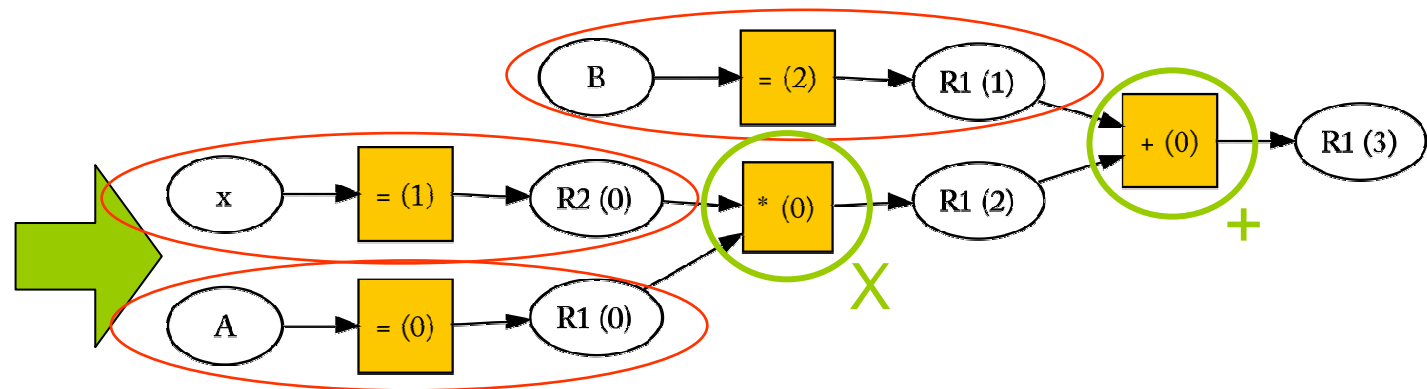 B
= (2)
R1 (1)
+ (0)
R1 (3)
x
= (1)
R2 (0)
* (0)
R1 (2)
+
X
A
= (0)
R1 (0)